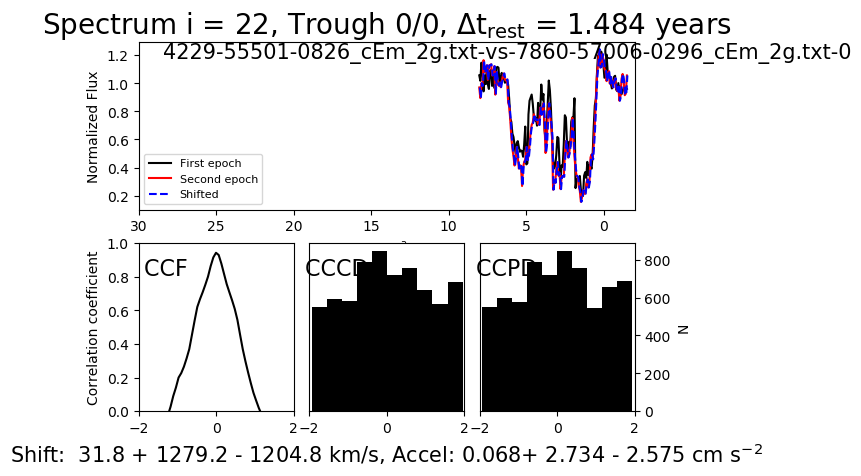 Spectrum i = 22, Trough 0/0, Δt_rest = 1.484 years
4229-55501-0826_cEm_2g.txt-vs-7860-57006-0296_cEm_2g.txt-0
Normalized Flux
1.2
1.0
0.8
0.6
0.4
0.2
First epoch
Second epoch
Shifted
30 25 20 15 10 5 0
Correlation coefficient
1.0
0.8
0.6
0.4
0.2
0.0
CCF
CCCD
CCPD
800
600
400
200
0
N
−2 0 2
−2 0
−2 0 2
Shift: 31.8 + 1279.2 - 1204.8 km/s, Accel: 0.068+ 2.734 - 2.575 cm s⁻²